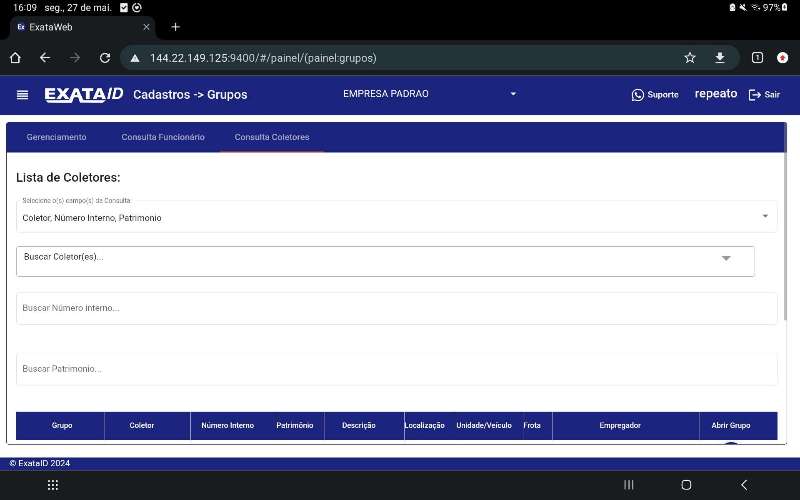 16:09 seg., 27 de mai. 97%
Ex ExataWeb
144.22.149.125:9400/#/painel/(painel:grupos)
1
EXATAID Cadastros -> Grupos EMPRESA PADRAO Suporte repeato Sair
Gerenciamento Consulta Funcionário Consulta Coletores
Lista de Coletores:
Selecione o(s) campo(s) da Consulta
Coletor, Número Interno, Patrimonio
Buscar Coletor(es)...
Buscar Número interno...
Buscar Patrimonio...
Grupo Coletor Número Interno Patrimônio Descrição Localização Unidade/Veículo Frota Empregador Abrir Grupo
© ExataID 2024